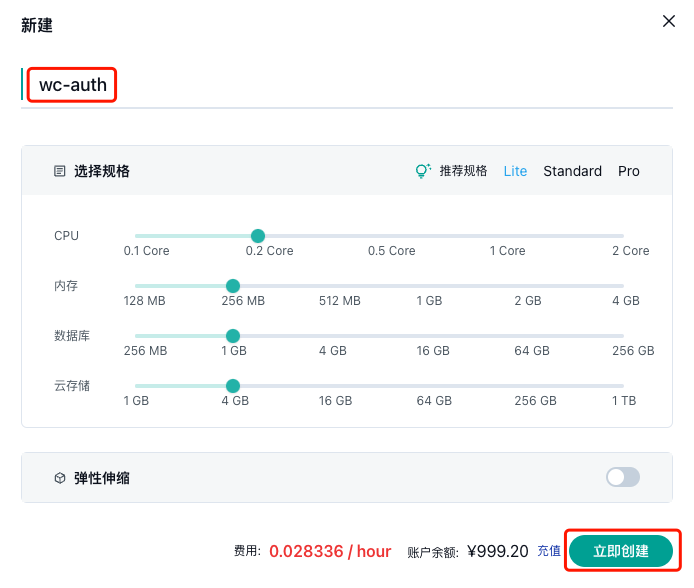 新建
wc-auth
选择规格 推荐规格 Lite Standard Pro
CPU
0.1 Core 0.2 Core 0.5 Core 1 Core 2 Core
内存
128 MB 256 MB 512 MB 1 GB 2 GB 4 GB
数据库
256 MB 1 GB 4 GB 16 GB 64 GB 256 GB
云存储
1 GB 4 GB 16 GB 64 GB 256 GB 1 TB
弹性伸缩
费用: 0.028336 / hour 账户余额: ¥999.20 充值 立即创建